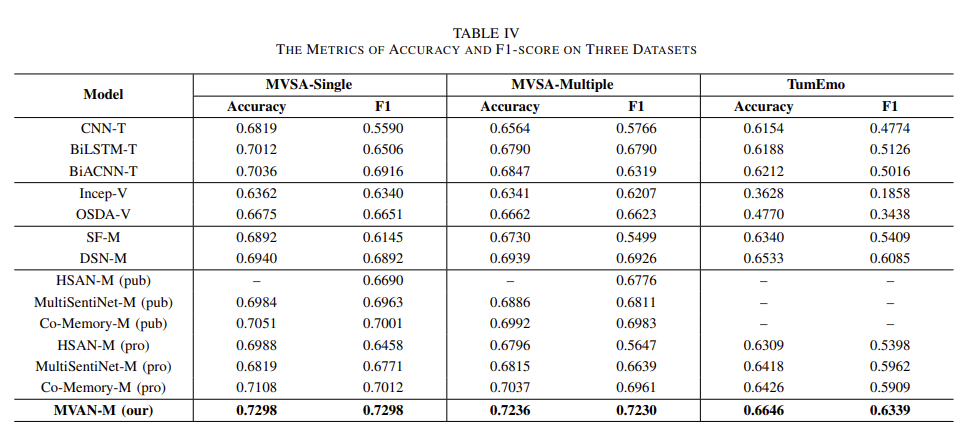 TABLE IV
THE METRICS OF ACCURACY AND F1-SCORE ON THREE DATASETS
Model MVSA-Single MVSA-Multiple TumEmo
Accuracy F1 Accuracy F1 Accuracy F1
CNN-T 0.6819 0.5590 0.6564 0.5766 0.6154 0.4774
BiLSTM-T 0.7012 0.6506 0.6790 0.6790 0.6188 0.5126
BiACNN-T 0.7036 0.6916 0.6847 0.6319 0.6212 0.5016
Incep-V 0.6362 0.6340 0.6341 0.6207 0.3628 0.1858
OSDA-V 0.6675 0.6651 0.6662 0.6623 0.4770 0.3438
SF-M 0.6892 0.6145 0.6730 0.5499 0.6340 0.5409
DSN-M 0.6940 0.6892 0.6939 0.6926 0.6533 0.6085
HSAN-M (pub) – 0.6690 – 0.6776 – –
MultiSentiNet-M (pub) 0.6984 0.6963 0.6886 0.6811 – –
Co-Memory-M (pub) 0.7051 0.7001 0.6992 0.6983 – –
HSAN-M (pro) 0.6988 0.6458 0.6796 0.5647 0.6309 0.5398
MultiSentiNet-M (pro) 0.6819 0.6771 0.6815 0.6639 0.6418 0.5962
Co-Memory-M (pro) 0.7108 0.7012 0.7037 0.6961 0.6426 0.5909
MVAN-M (our) 0.7298 0.7298 0.7236 0.7230 0.6646 0.6339